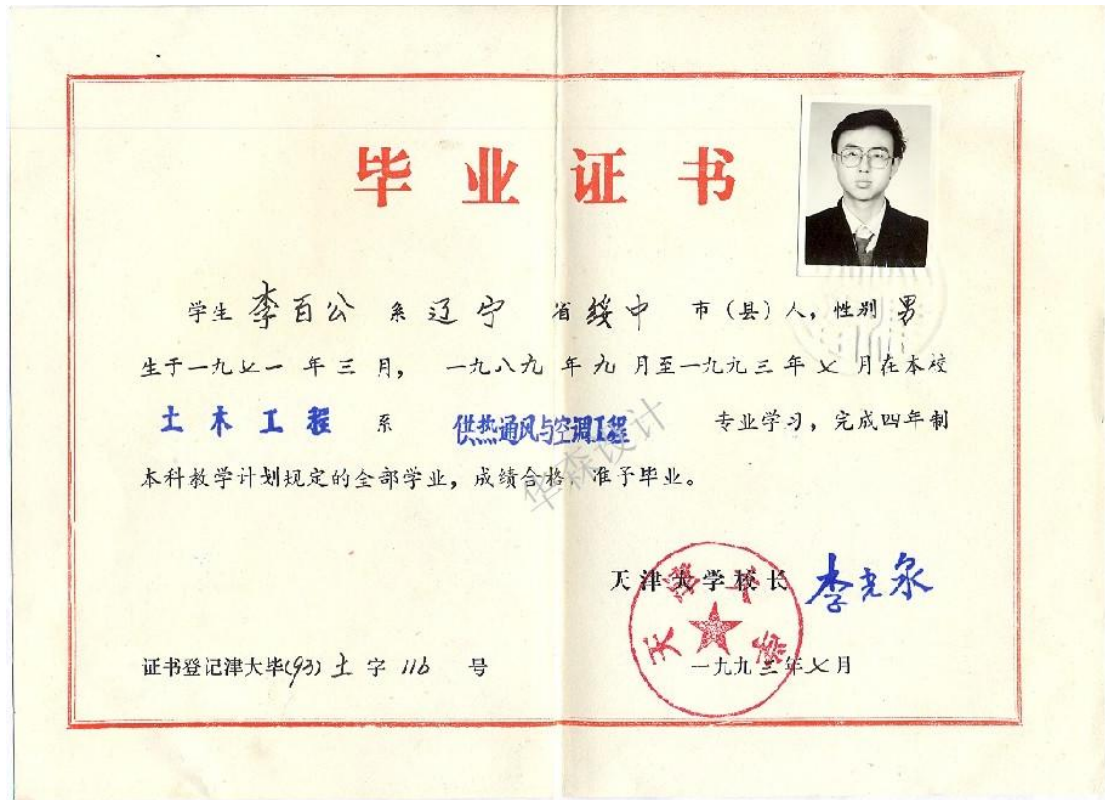 毕业证书
学生 李百公 系 辽宁 省 绥中 市（县）人，性别 男
生于一九七一年三月， 一九八九年九月至一九九三年七月在本校
土木工程 系 供热通风与空调工程 专业学习，完成四年制
本科教学计划规定的全部学业，成绩合格，准予毕业。
华森设计
天津大学校长 李光泉
天津大学
证书登记津大毕(93)土字116号
一九九三年七月